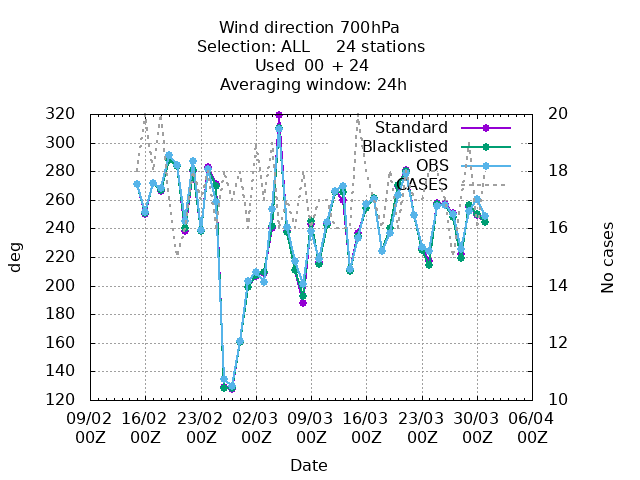 Wind direction 700hPa
Selection: ALL 24 stations
Used 00 + 24
Averaging window: 24h
320 20
Standard
300
Blacklisted
280 18
OBS
CASES
260
240 16
220
200 14
180
160 12
140
120 10
deg
No cases
09/02 16/02 23/02 02/03 09/03 16/03 23/03 30/03 06/04
00Z 00Z 00Z 00Z 00Z 00Z 00Z 00Z 00Z
Date